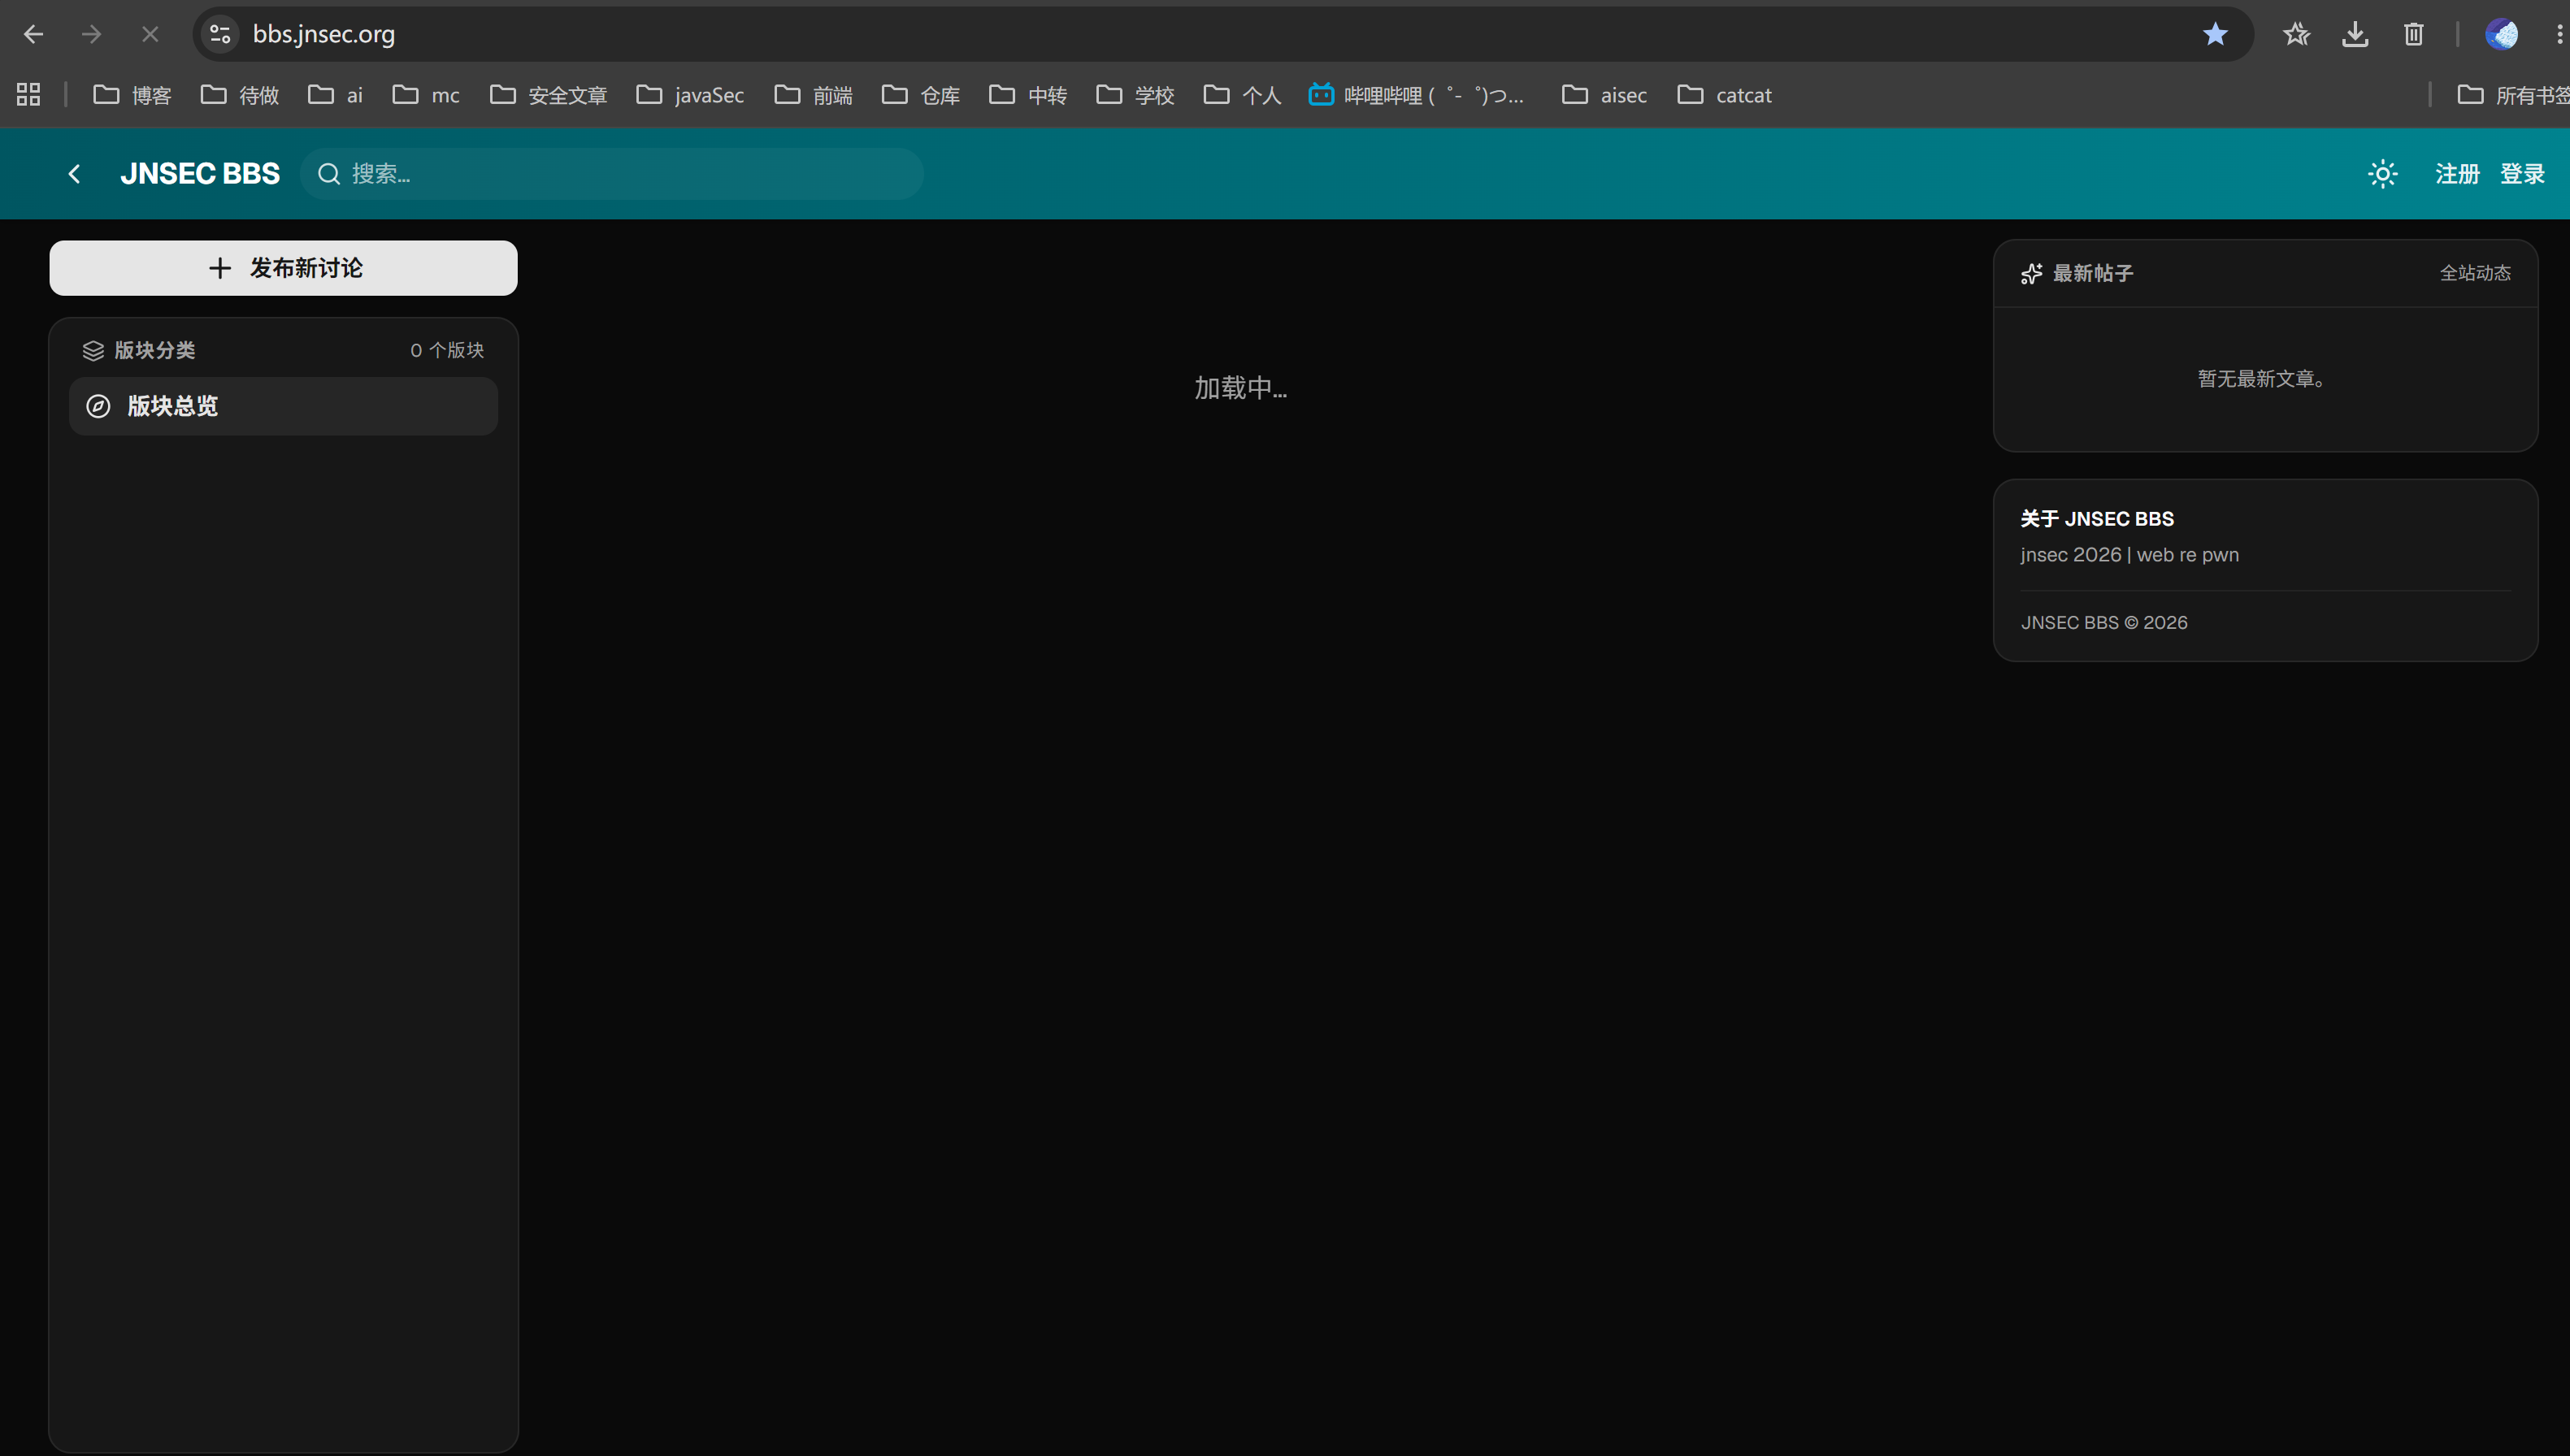 bbs.jnsec.org
博客 待做 ai mc 安全文章 javaSec 前端 仓库 中转 学校 个人 哔哩哔哩 (゜-゜)つ... aisec catcat 所有书签
JNSEC BBS 搜索... 注册 登录
发布新讨论
版块分类 0 个版块
版块总览
加载中...
最新帖子 全站动态
暂无最新文章。
关于 JNSEC BBS
jnsec 2026 | web re pwn
JNSEC BBS © 2026